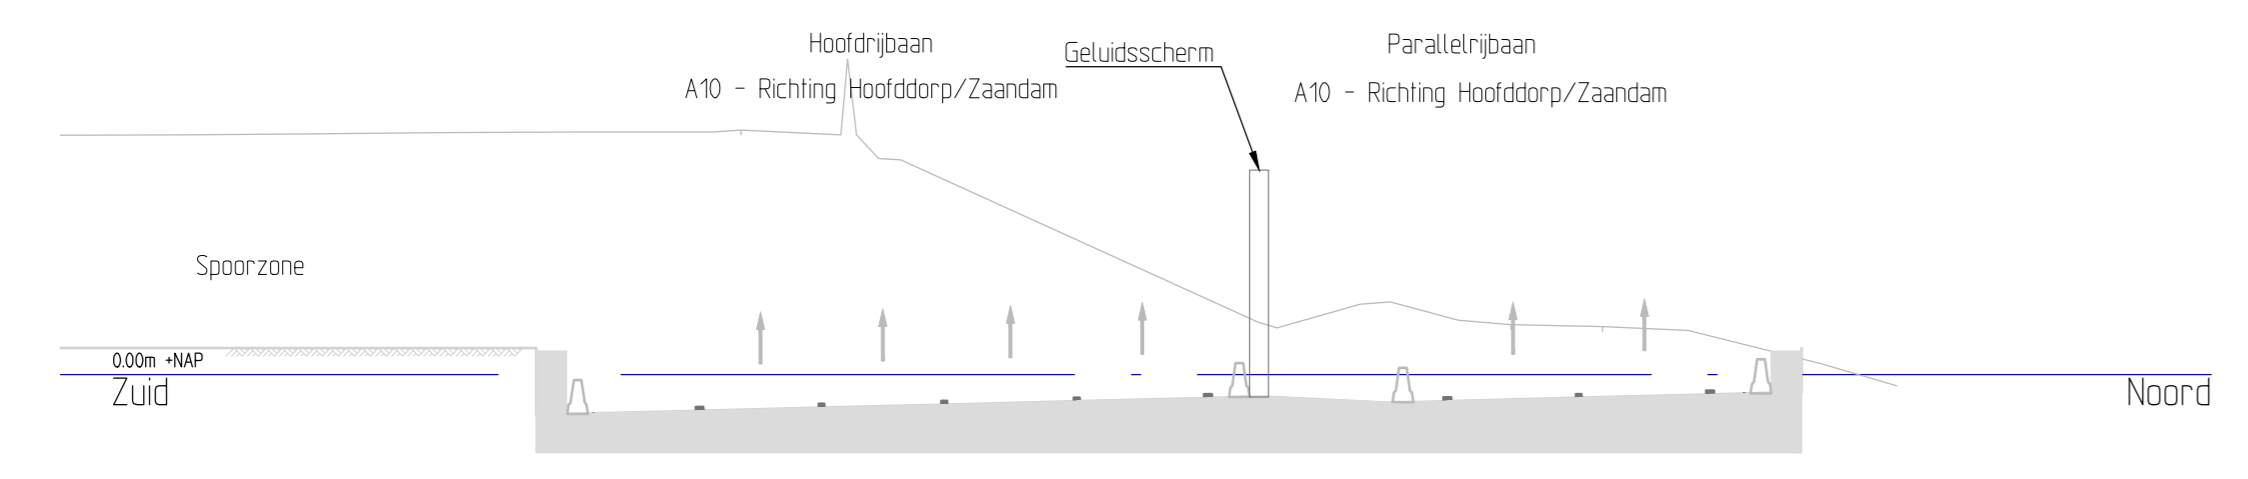 Hoofdrijbaan
A10 - Richting Hoofddorp/Zaandam
Geluidsscherm
Parallelrijbaan
A10 - Richting Hoofddorp/Zaandam
Spoorzone
0.00m +NAP
Zuid
Noord